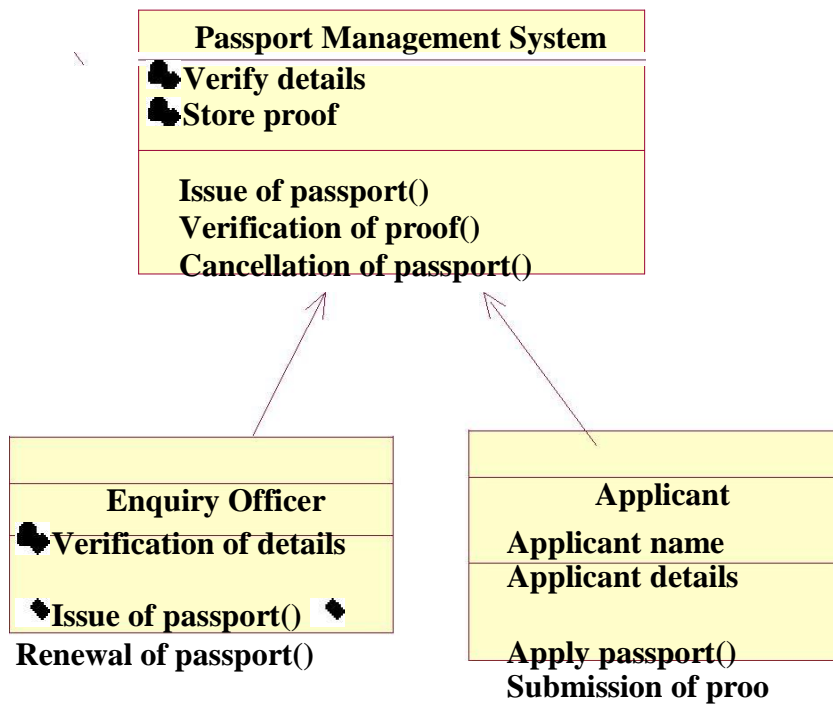 Passport Management System
Verify details
Store proof
Issue of passport()
Verification of proof()
Cancellation of passport()
Enquiry Officer
Verification of details
Issue of passport()
Renewal of passport()
Applicant
Applicant name
Applicant details
Apply passport()
Submission of proo